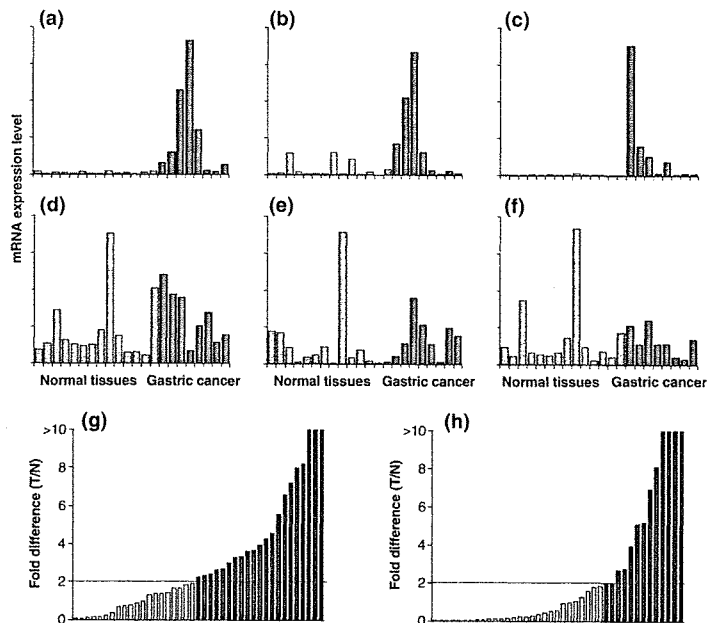 (a)
(b)
(c)
mRNA expression level
(d)
(e)
(f)
Normal tissues Gastric cancer
Normal tissues Gastric cancer
Normal tissues Gastric cancer
(g)
(h)
Fold difference (T/N)
>10
8
6
4
2
0
Fold difference (T/N)
>10
8
6
4
2
0